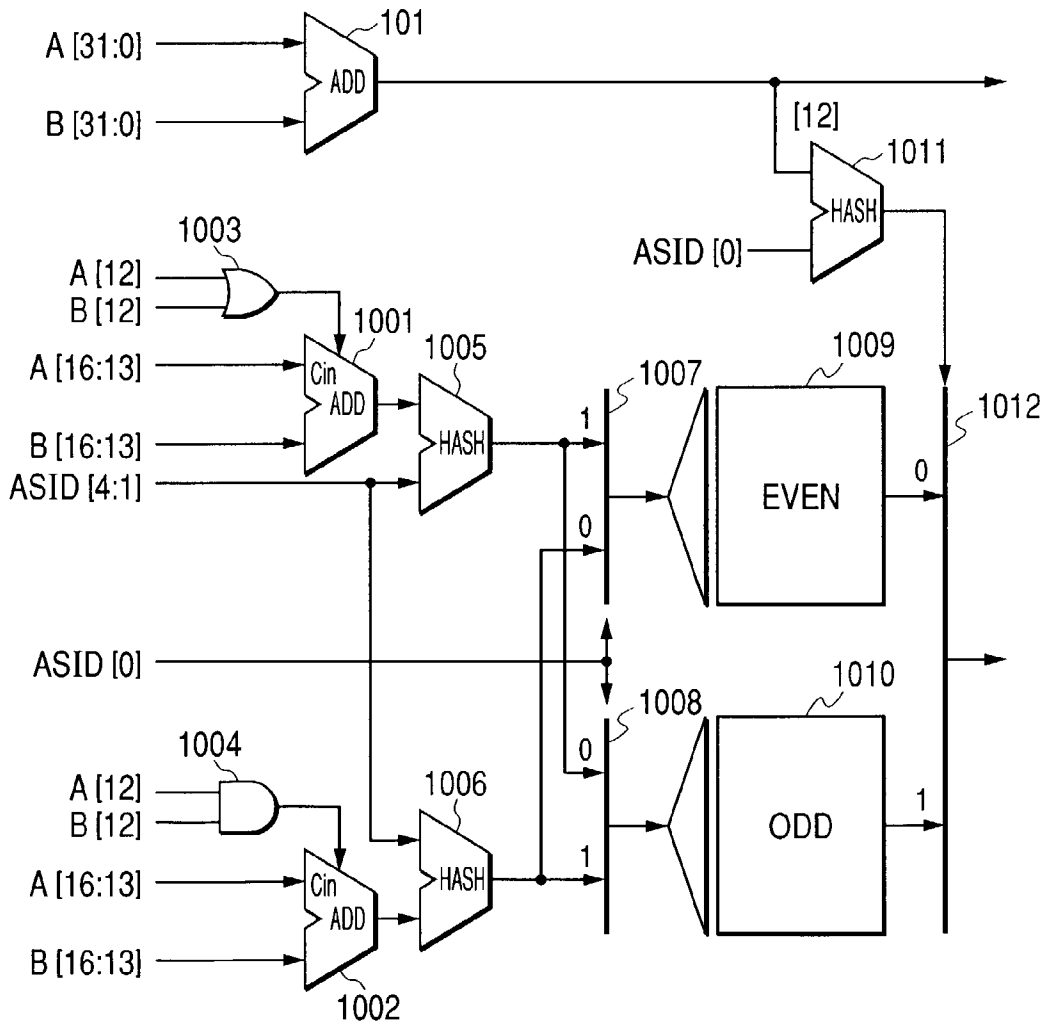 101
A [31:0]
ADD
B [31:0]
[12]
1011
HASH
ASID [0]
1003
A [12]
B [12]
1001
A [16:13]
Cin
ADD
B [16:13]
ASID [4:1]
1005
HASH
1007
1
0
1009
EVEN
1012
0
ASID [0]
1008
0
1
1010
ODD
1
1004
A [12]
B [12]
1006
HASH
A [16:13]
Cin
ADD
B [16:13]
1002